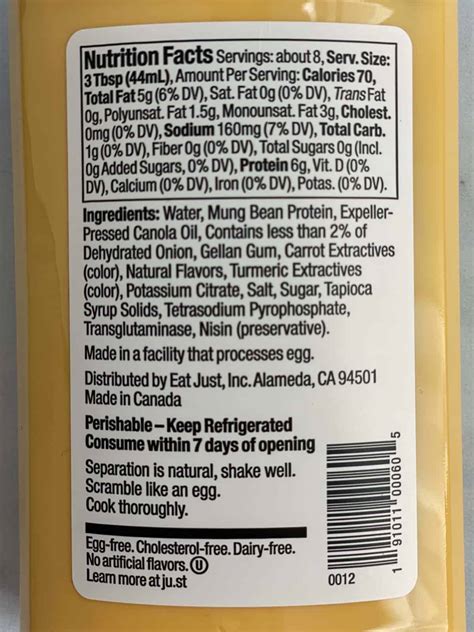 Nutrition Facts Servings: about 8, Serv. Size:
3 Tbsp (44mL), Amount Per Serving: Calories 70,
Total Fat 5g (6% DV), Sat. Fat 0g (0% DV), Trans Fat
0g, Polyunsat. Fat 1.5g, Monounsat. Fat 3g, Cholest.
0mg (0% DV), Sodium 160mg (7% DV), Total Carb.
1g (0% DV), Fiber 0g (0% DV), Total Sugars 0g (Incl.
0g Added Sugars, 0% DV), Protein 6g, Vit. D (0%
DV), Calcium (0% DV), Iron (0% DV), Potas. (0% DV).
Ingredients: Water, Mung Bean Protein, Expeller-
Pressed Canola Oil, Contains less than 2% of
Dehydrated Onion, Gellan Gum, Carrot Extractives
(color), Natural Flavors, Turmeric Extractives
(color), Potassium Citrate, Salt, Sugar, Tapioca
Syrup Solids, Tetrasodium Pyrophosphate,
Transglutaminase, Nisin (preservative).
Made in a facility that processes egg.
Distributed by Eat Just, Inc. Alameda, CA 94501
Made in Canada
Perishable – Keep Refrigerated
Consume within 7 days of opening
Separation is natural, shake well.
Scramble like an egg.
Cook thoroughly.
Egg-free. Cholesterol-free. Dairy-free.
No artificial flavors. Ⓤ
Learn more at ju.st
1 91011 00060 5
0012